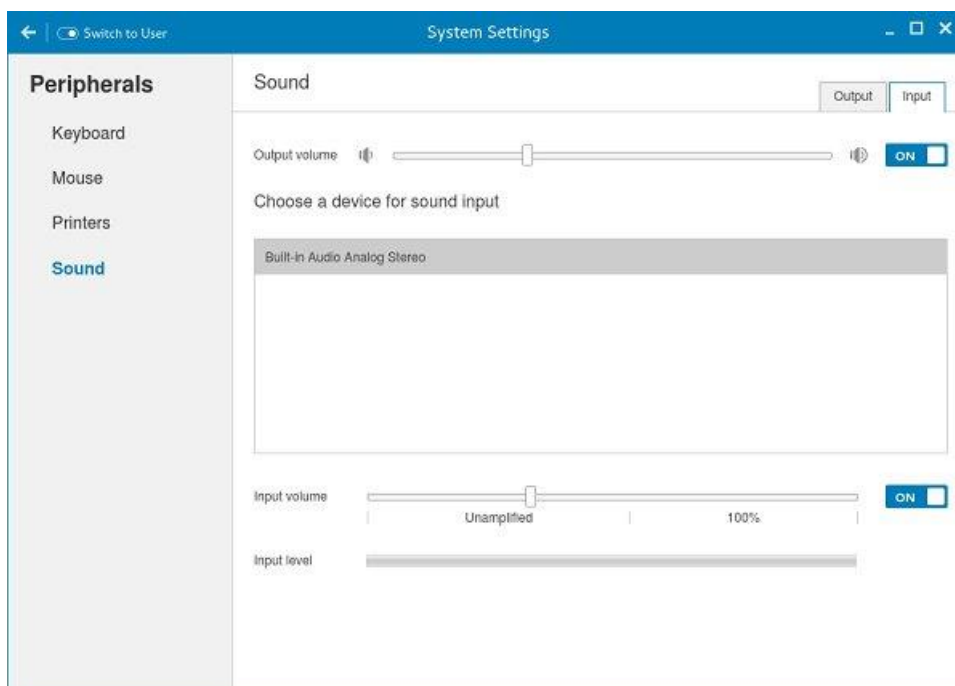 Switch to User
System Settings
Peripherals
Keyboard
Mouse
Printers
Sound
Sound
Output
Input
Output volume
ON
Choose a device for sound input
Built-in Audio Analog Stereo
Input volume
ON
Unamplified
100%
Input level